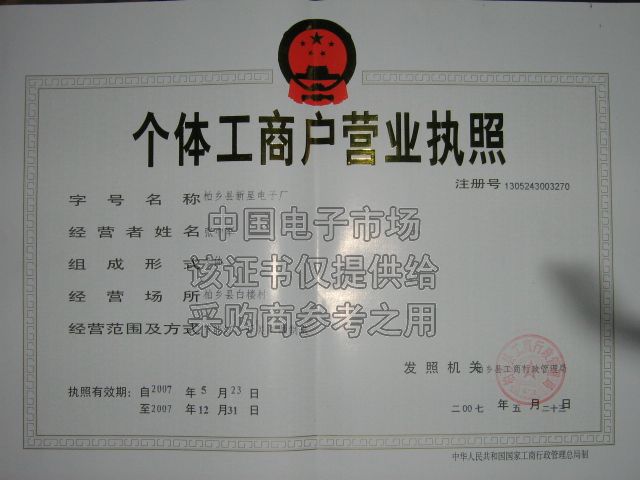 个体工商户营业执照
注册号 1305243003270
字号名称 柏乡县新星电子厂
经营者姓名
组成形式
经营场所 柏乡县白楼村
经营范围及方式
中国电子市场
该证书仅提供给
采购商参考之用
发照机关 柏乡县工商行政管理局
执照有效期：自2007 年 5 月 23 日
至2007 年 12 月 31 日
二00七 年 五 月 二十三 日
中华人民共和国国家工商行政管理总局制